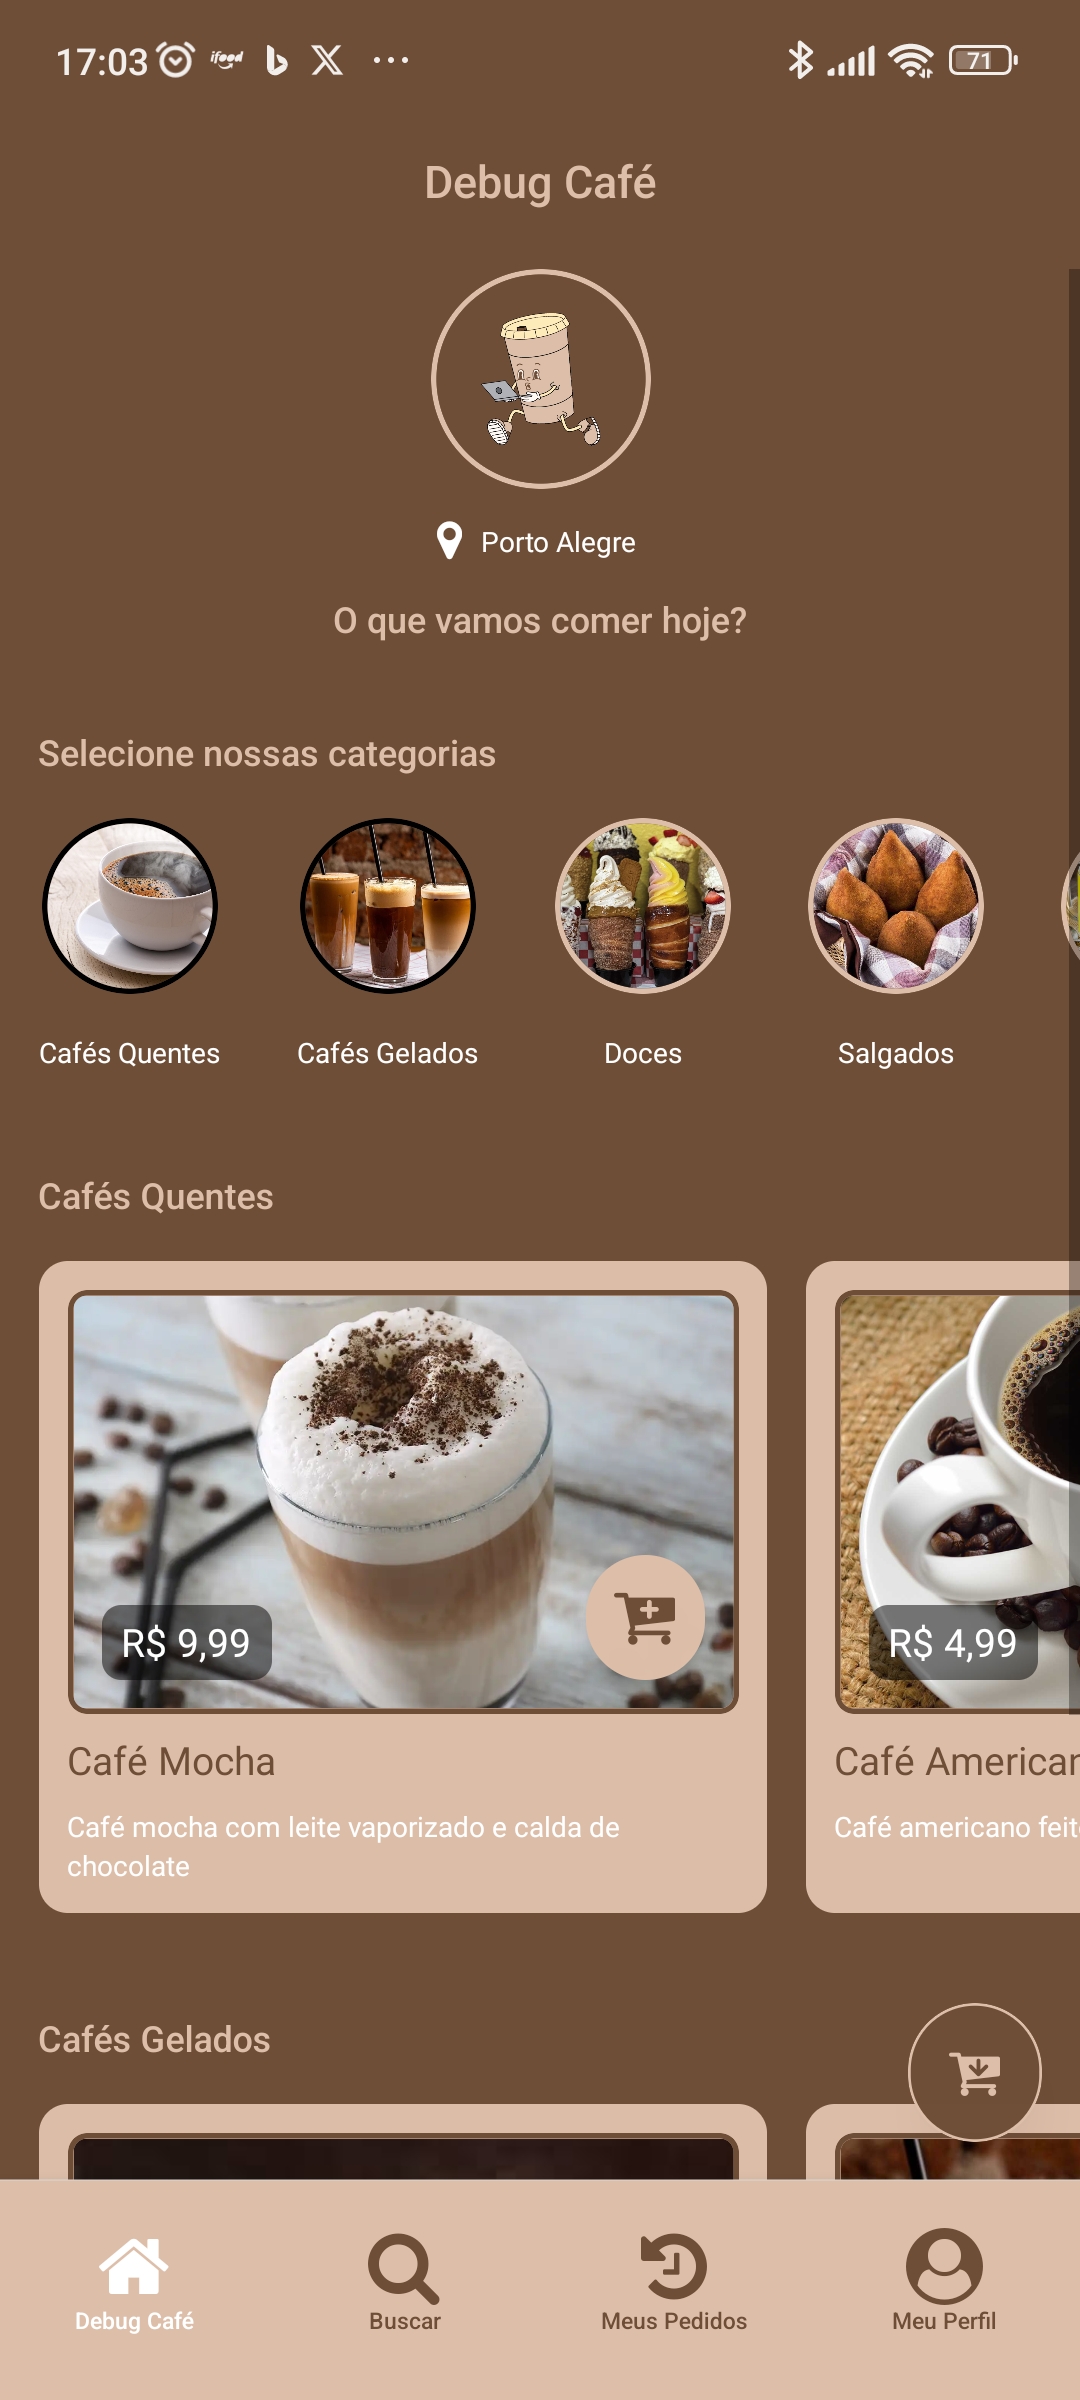 17:03 ifood 71
Debug Café
Porto Alegre
O que vamos comer hoje?
Selecione nossas categorias
Cafés Quentes Cafés Gelados Doces Salgados
Cafés Quentes
R$ 9,99 R$ 4,99
Café Mocha
Café mocha com leite vaporizado e calda de
chocolate
Café American
Café americano feit
Cafés Gelados
Debug Café Buscar Meus Pedidos Meu Perfil